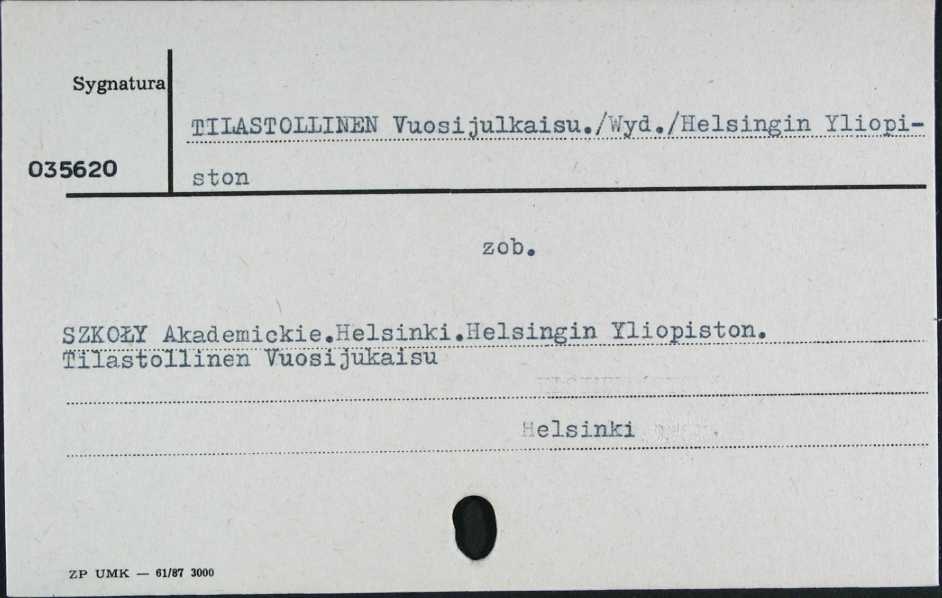 Sygnatura
TILASTOLLINEN Vuosijulkaisu./Wyd./Helsingin Yliopi-
035620
ston
zob.
SZKOŁY Akademickie.Helsinki.Helsingin Yliopiston.
Tilastollinen Vuosijukaisu
Helsinki
ZP UMK — 61/87 3000